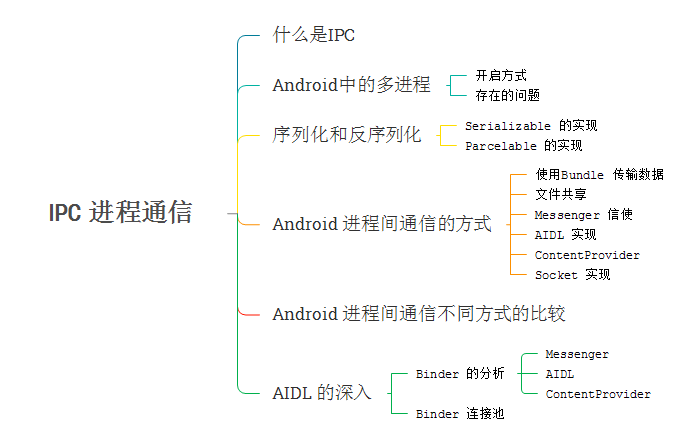 IPC 进程通信
什么是IPC
Android中的多进程
开启方式
存在的问题
序列化和反序列化
Serializable 的实现
Parcelable 的实现
Android 进程间通信的方式
使用Bundle 传输数据
文件共享
Messenger 信使
AIDL 实现
ContentProvider
Socket 实现
Android 进程间通信不同方式的比较
AIDL 的深入
Binder 的分析
Messenger
AIDL
ContentProvider
Binder 连接池